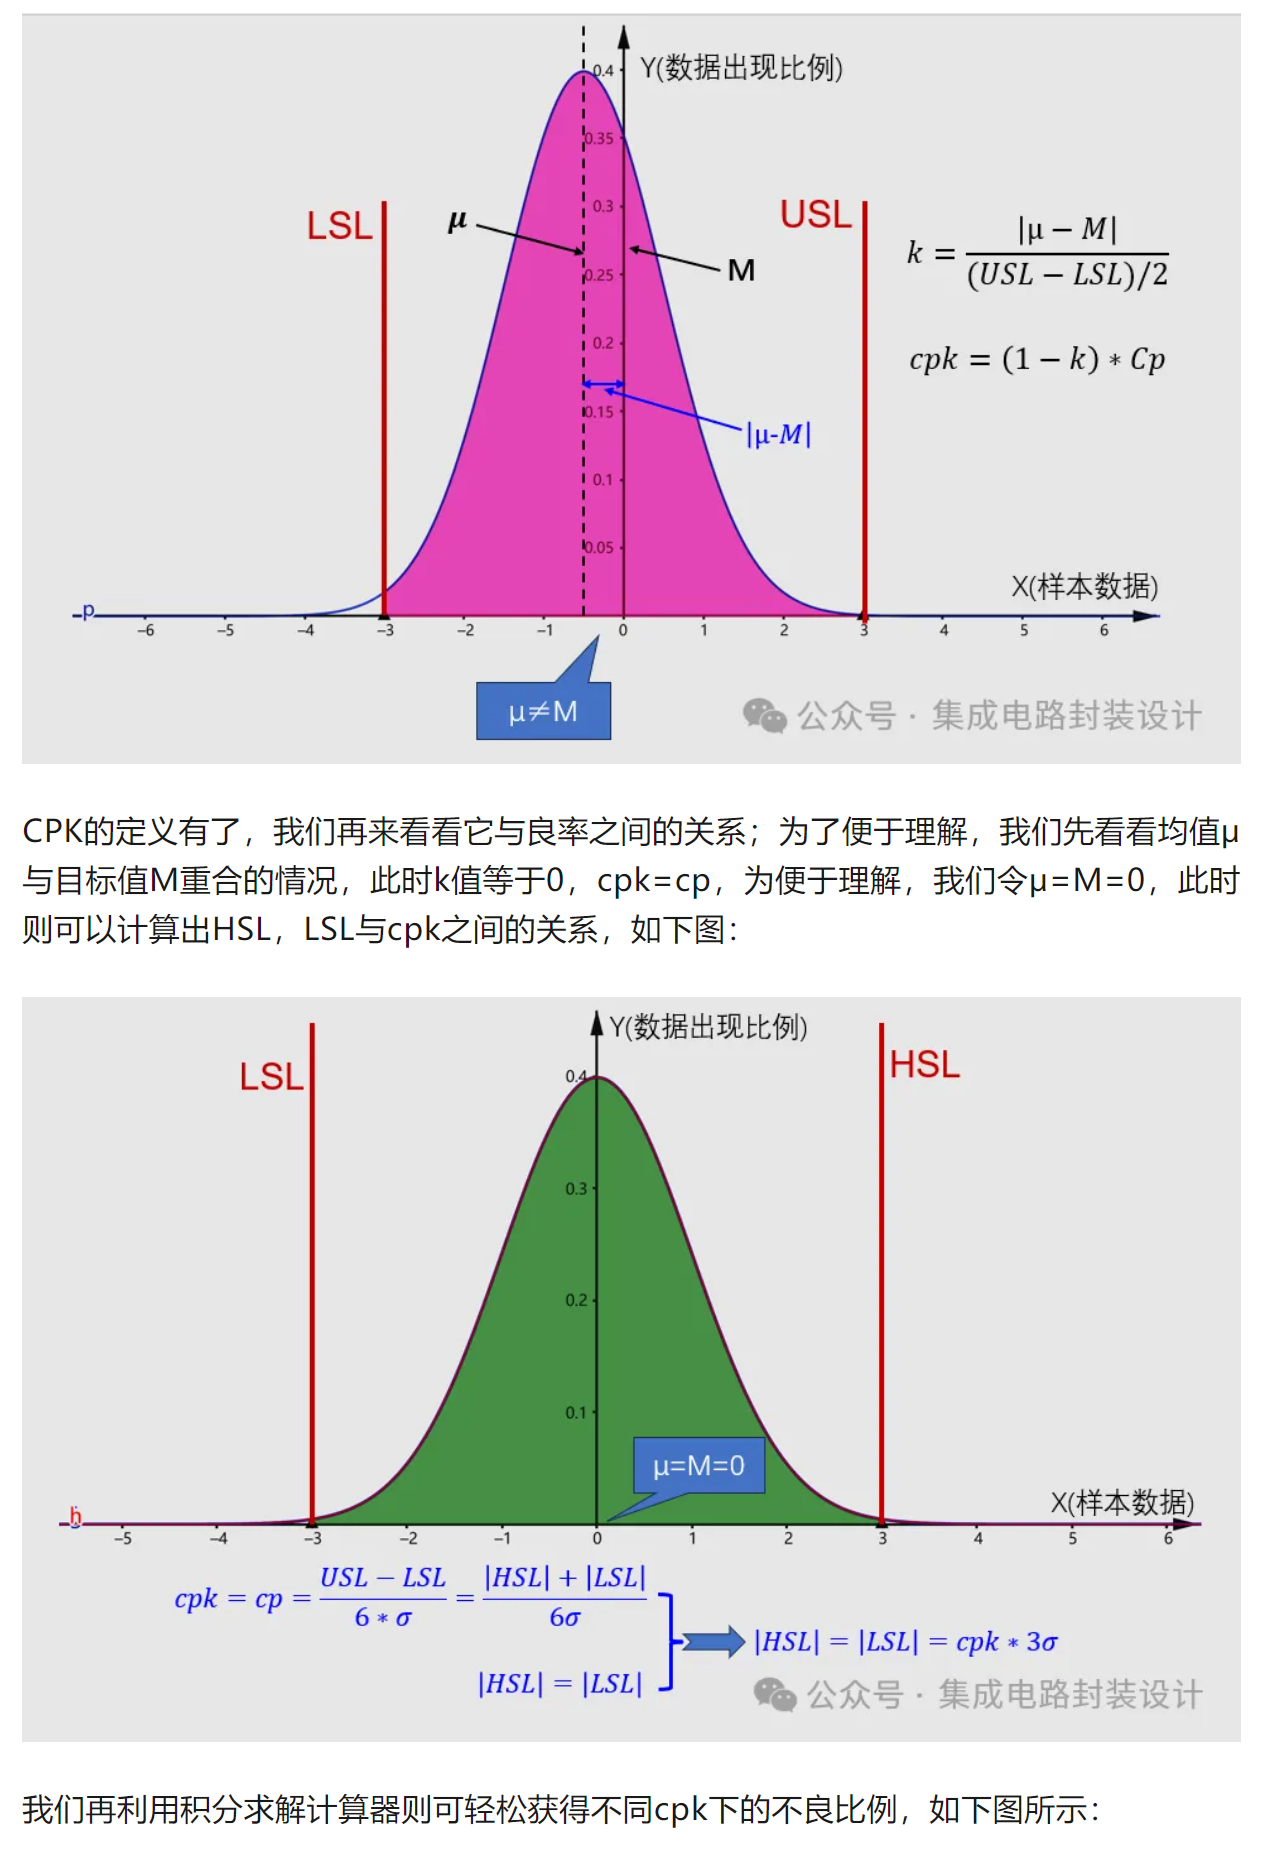 Y(数据出现比例)
0.4
0.35
LSL
μ
0.3
USL
0.25
M
k = |μ − M| / (USL − LSL)/2
0.2
cpk = (1 − k) ∗ Cp
0.15
|μ-M|
0.1
0.05
X(样本数据)
p
−6 −5 −4 −3 −2 −1 0 1 2 3 4 5 6
μ≠M
公众号 · 集成电路封装设计
CPK的定义有了，我们再来看看它与良率之间的关系；为了便于理解，我们先看看均值μ
与目标值M重合的情况，此时k值等于0，cpk=cp，为便于理解，我们令μ=M=0，此时
则可以计算出HSL，LSL与cpk之间的关系，如下图：
Y(数据出现比例)
LSL
HSL
0.4
0.3
0.2
0.1
μ=M=0
X(样本数据)
h
−5 −4 −3 −2 −1 0 1 2 3 4 5 6
cpk = cp = USL − LSL / 6 ∗ σ = |HSL| + |LSL| / 6σ
|HSL| = |LSL| = cpk ∗ 3σ
|HSL| = |LSL|
公众号 · 集成电路封装设计
我们再利用积分求解计算器则可轻松获得不同cpk下的不良比例，如下图所示：